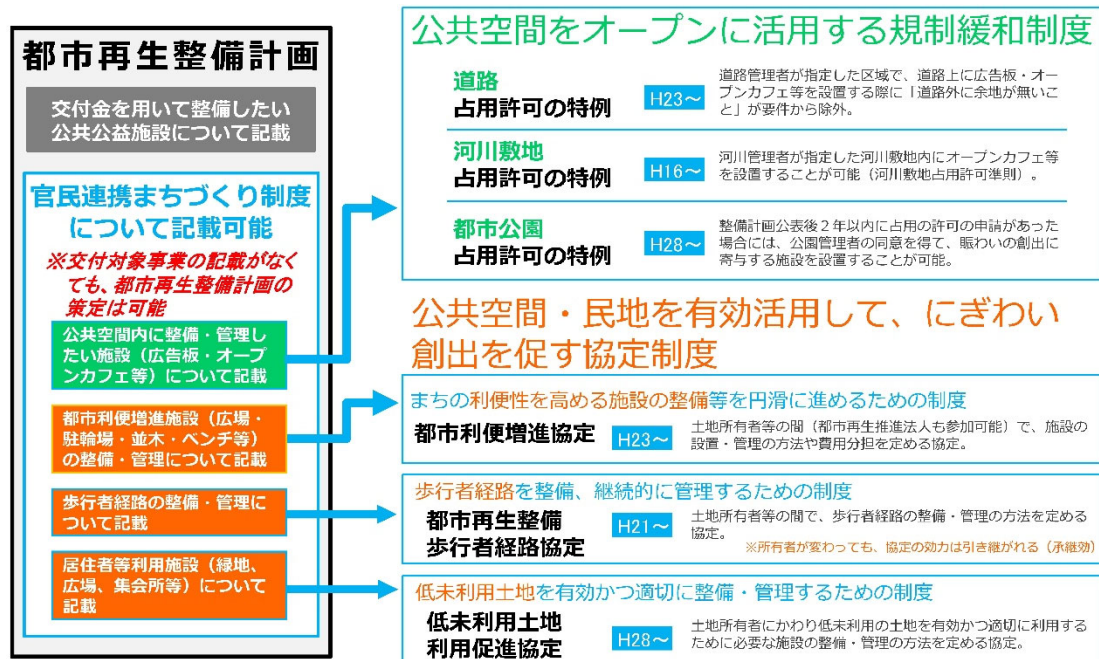 都市再生整備計画
交付金を用いて整備したい
公共公益施設について記載
官民連携まちづくり制度
について記載可能
※交付対象事業の記載がなく
ても、都市再生整備計画の
策定は可能
公共空間内に整備・管理し
たい施設（広告板・オープ
ンカフェ等）について記載
都市利便増進施設（広場・
駐輪場・並木・ベンチ等）
の整備・管理について記載
歩行者経路の整備・管理に
ついて記載
居住者等利用施設（緑地、
広場、集会所等）について
記載
公共空間をオープンに活用する規制緩和制度
道路
占用許可の特例
H23～
道路管理者が指定した区域で、道路上に広告板・オー
プンカフェ等を設置する際に「道路外に余地が無いこ
と」が要件から除外。
河川敷地
占用許可の特例
H16～
河川管理者が指定した河川敷地内にオープンカフェ等
を設置することが可能（河川敷地占用許可準則）。
都市公園
占用許可の特例
H28～
整備計画公表後２年以内に占用の許可の申請があった
場合には、公園管理者の同意を得て、賑わいの創出に
寄与する施設を設置することが可能。
公共空間・民地を有効活用して、にぎわい
創出を促す協定制度
まちの利便性を高める施設の整備等を円滑に進めるための制度
都市利便増進協定
H23～
土地所有者等の間（都市再生推進法人も参加可能）で、施設の
設置・管理の方法や費用分担を定める協定。
歩行者経路を整備、継続的に管理するための制度
都市再生整備
歩行者経路協定
H21～
土地所有者等の間で、歩行者経路の整備・管理の方法を定める
協定。
※所有者が変わっても、協定の効力は引き継がれる（承継効）
低未利用土地を有効かつ適切に整備・管理するための制度
低未利用土地
利用促進協定
H28～
土地所有者にかわり低未利用の土地を有効かつ適切に利用する
ために必要な施設の整備・管理の方法を定める協定。